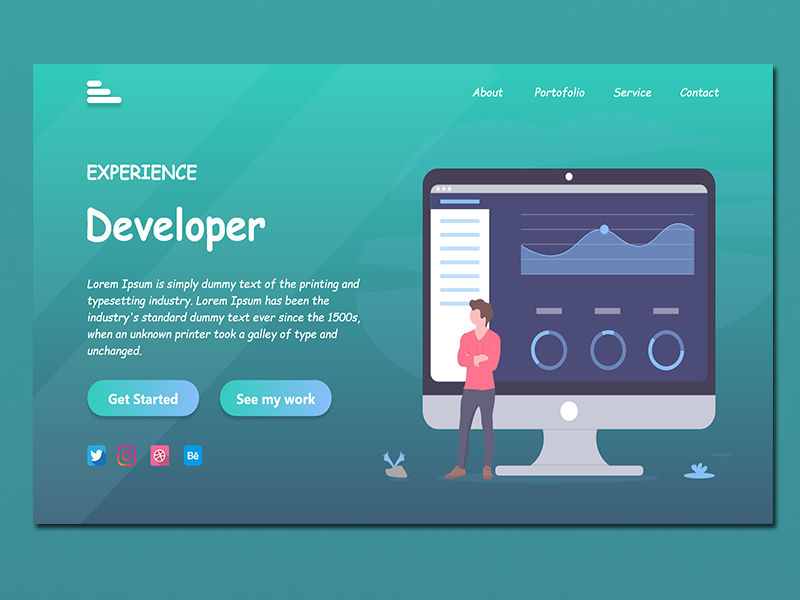 About Portofolio Service Contact
EXPERIENCE
Developer
Lorem Ipsum is simply dummy text of the printing and
typesetting industry. Lorem Ipsum has been the
industry's standard dummy text ever since the 1500s,
when an unknown printer took a galley of type and
unchanged.
Get Started See my work
Bē